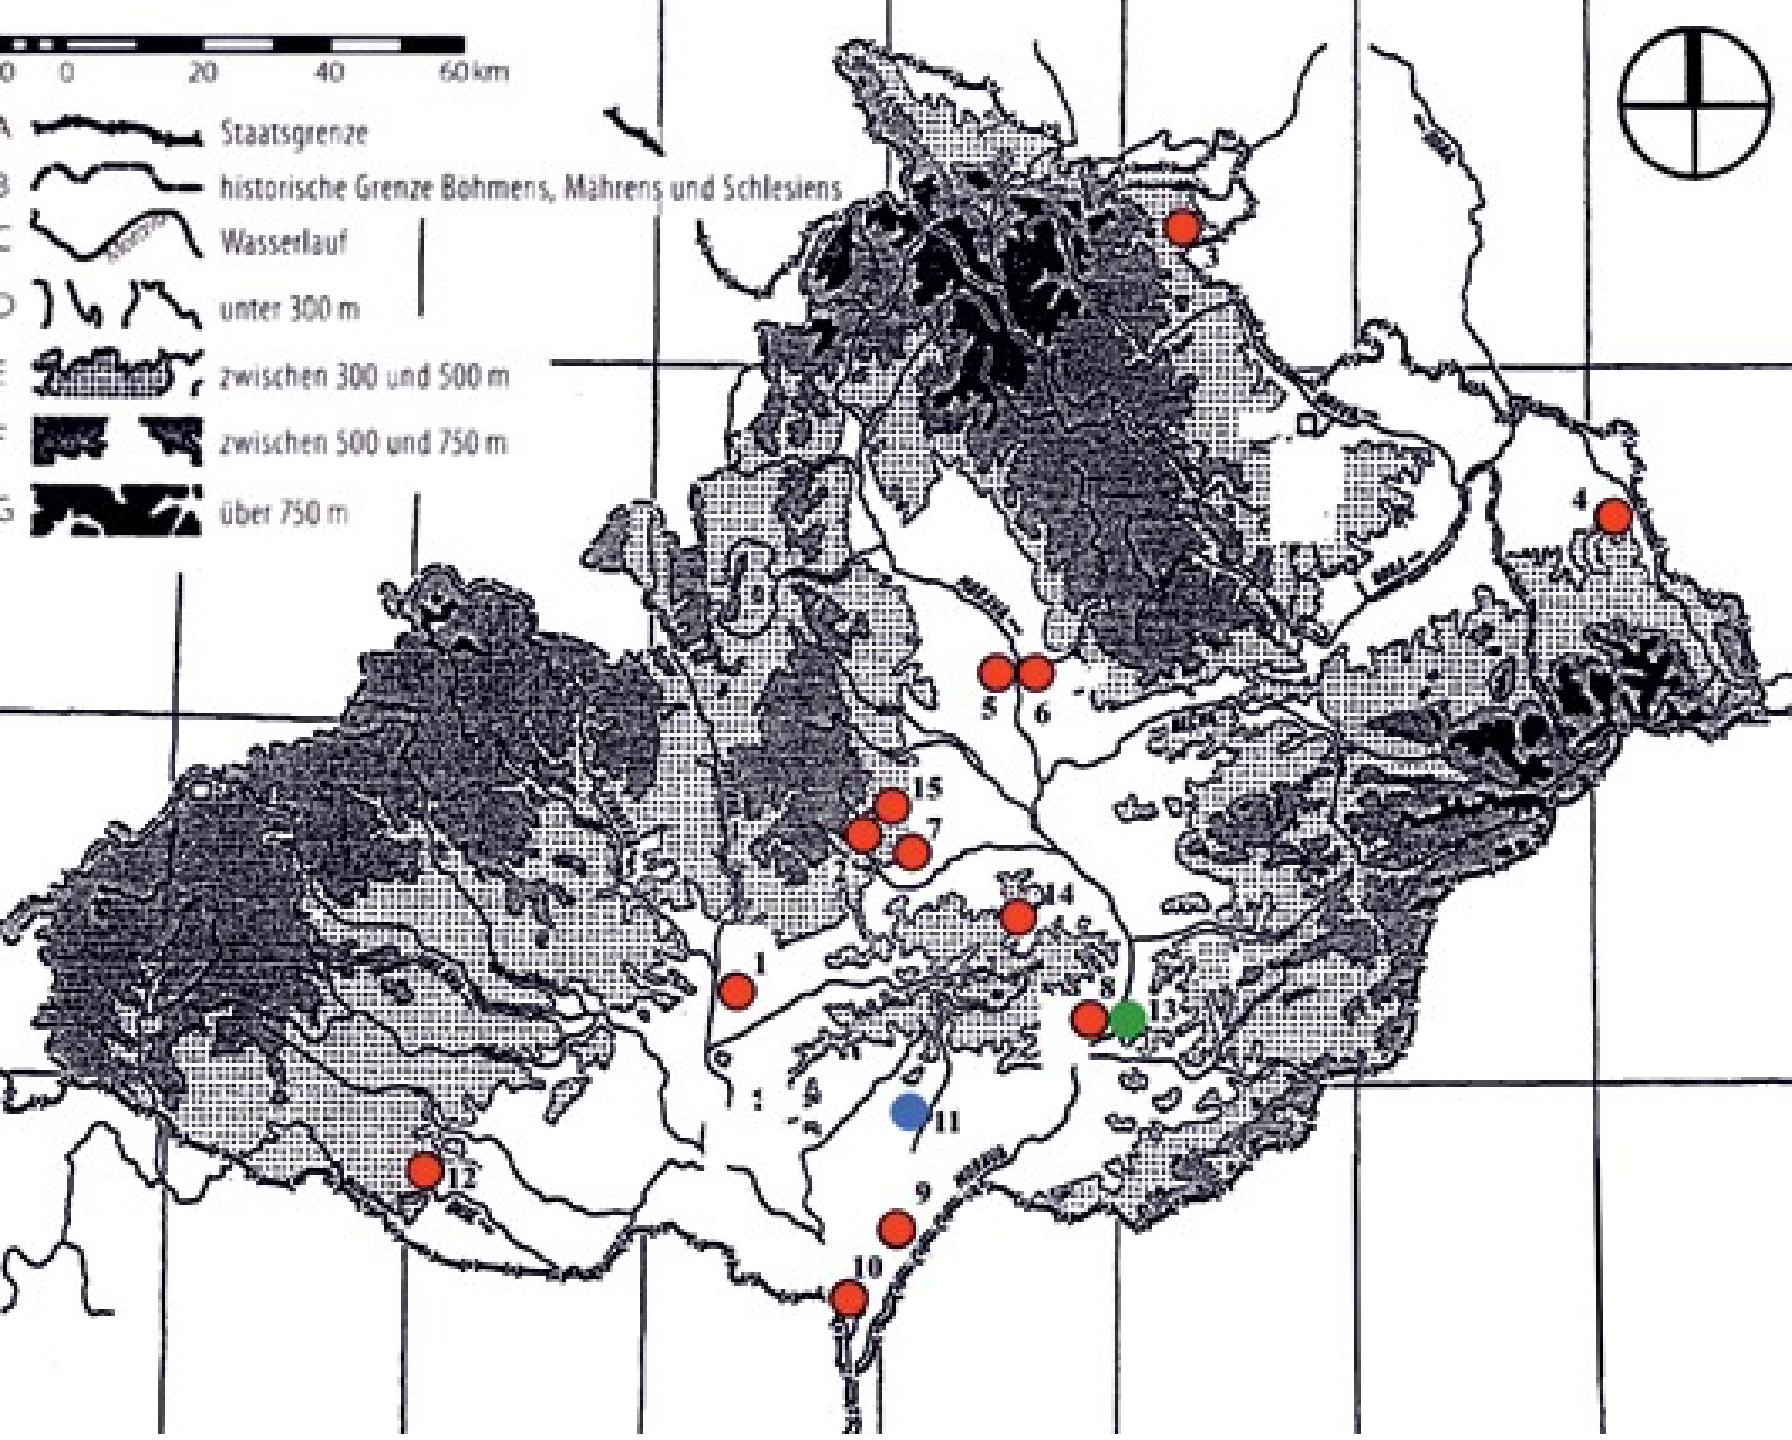 0 0 20 40 60 km
A Staatsgrenze
B historische Grenze Böhmens, Mährens und Schlesiens
C Wasserlauf
D unter 300 m
E zwischen 300 und 500 m
F zwischen 500 und 750 m
G über 750 m
3
4
5 6
15
7
14
1
8 13
11
12
9
10